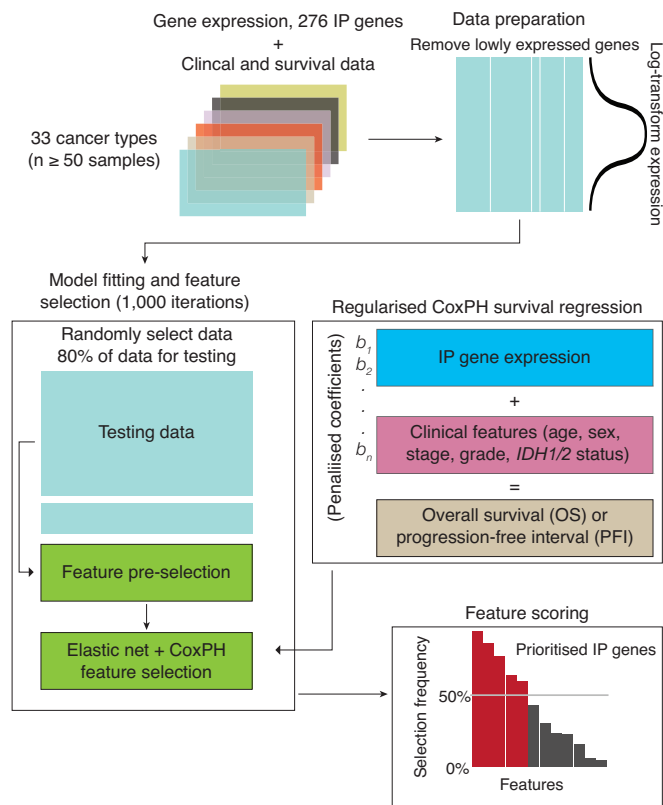 Gene expression, 276 IP genes
+
Clincal and survival data
33 cancer types
(n ≥ 50 samples)
Data preparation
Remove lowly expressed genes
Log-transform expression
Model fitting and feature
selection (1,000 iterations)
Randomly select data
80% of data for testing
Testing data
Feature pre-selection
Elastic net + CoxPH
feature selection
Regularised CoxPH survival regression
(Penallised coefficients)
b1
b2
.
.
.
bn
IP gene expression
+
Clinical features (age, sex,
stage, grade, IDH1/2 status)
=
Overall survival (OS) or
progression-free interval (PFI)
Feature scoring
Prioritised IP genes
Selection frequency
50%
0%
Features